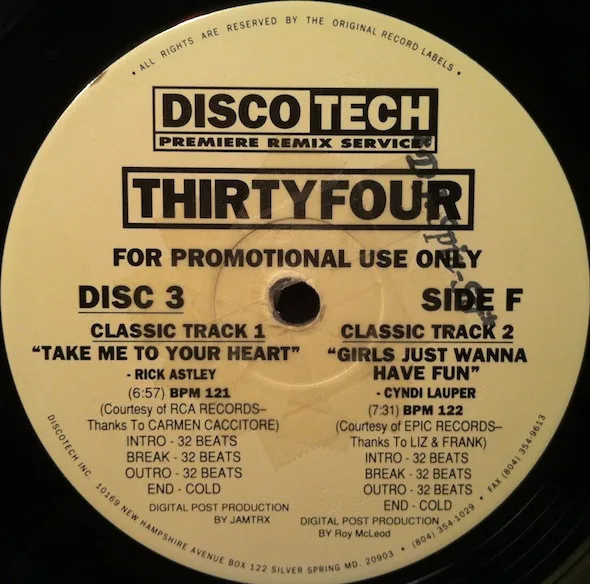 • ALL RIGHTS ARE RESERVED BY THE ORIGINAL RECORD LABELS •
DISCOTECH
PREMIERE REMIX SERVICE
THIRTYFOUR
FOR PROMOTIONAL USE ONLY
DISC 3
SIDE F
CLASSIC TRACK 1
"TAKE ME TO YOUR HEART"
- RICK ASTLEY
(6:57) BPM 121
(Courtesy of RCA RECORDS–
Thanks To CARMEN CACCITORE)
INTRO - 32 BEATS
BREAK - 32 BEATS
OUTRO - 32 BEATS
END - COLD
DIGITAL POST PRODUCTION
BY JAMTRX
CLASSIC TRACK 2
"GIRLS JUST WANNA
HAVE FUN"
- CYNDI LAUPER
(7:31) BPM 122
(Courtesy of EPIC RECORDS–
Thanks To LIZ & FRANK)
INTRO - 32 BEATS
BREAK - 32 BEATS
OUTRO - 32 BEATS
END - COLD
DIGITAL POST PRODUCTION
BY Roy McLeod
DISCOTECH INC. 10169 NEW HAMPSHIRE AVENUE BOX 122 SILVER SPRING MD. 20903 • (804) 354-1029 • FAX (804) 354-9613